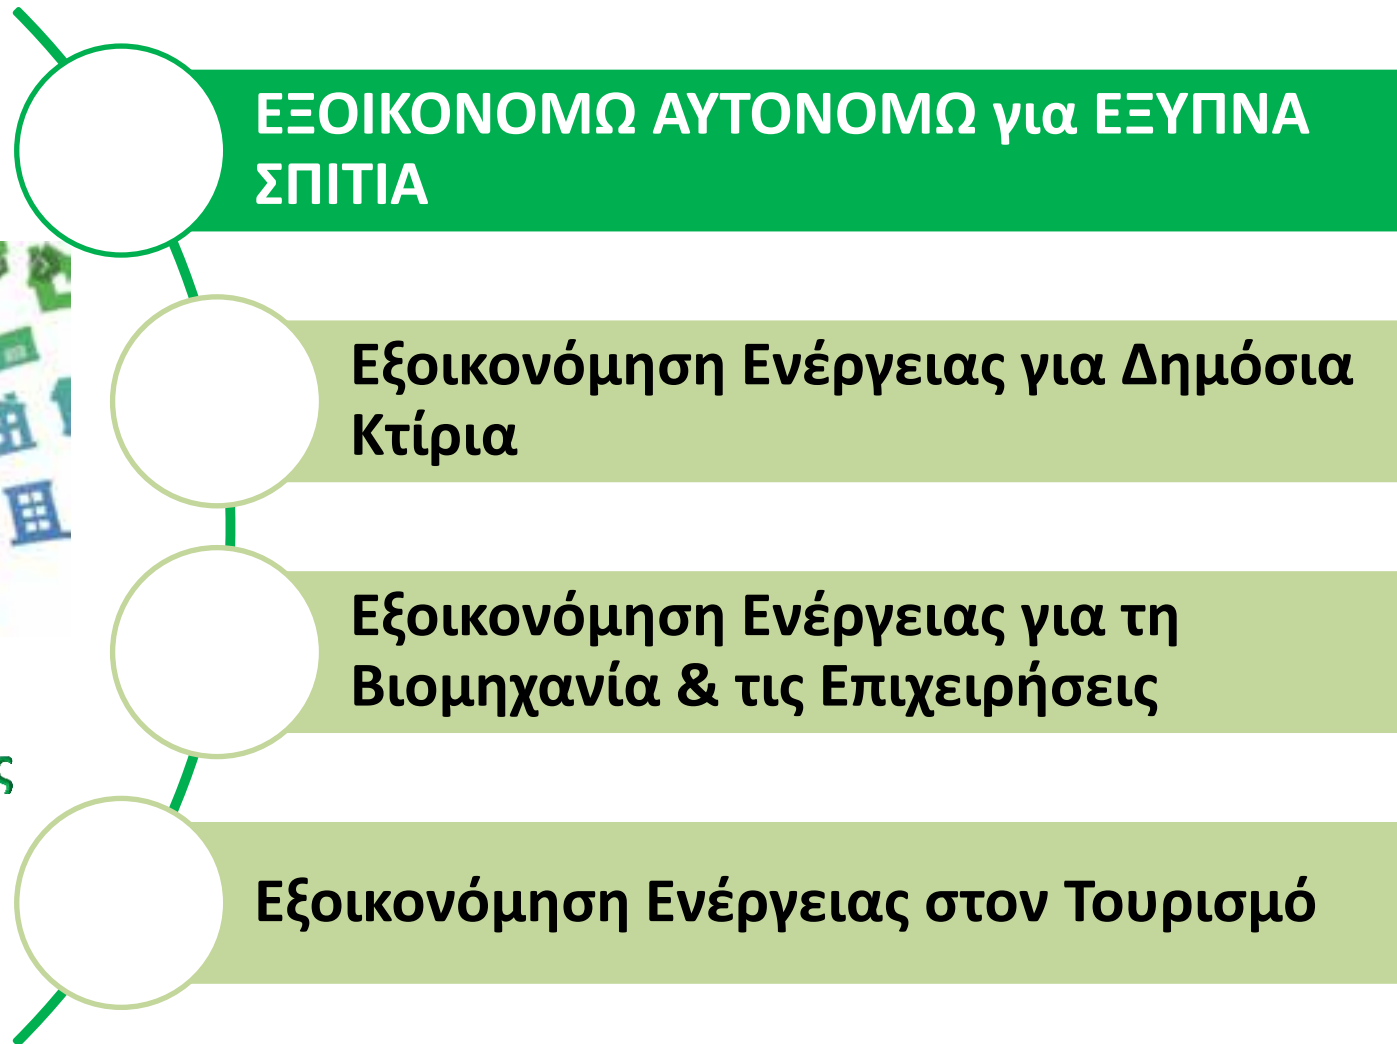 ΕΞΟΙΚΟΝΟΜΩ ΑΥΤΟΝΟΜΩ για ΕΞΥΠΝΑ
ΣΠΙΤΙΑ
Εξοικονόμηση Ενέργειας για Δημόσια
Κτίρια
Εξοικονόμηση Ενέργειας για τη
Βιομηχανία & τις Επιχειρήσεις
ς
Εξοικονόμηση Ενέργειας στον Τουρισμό